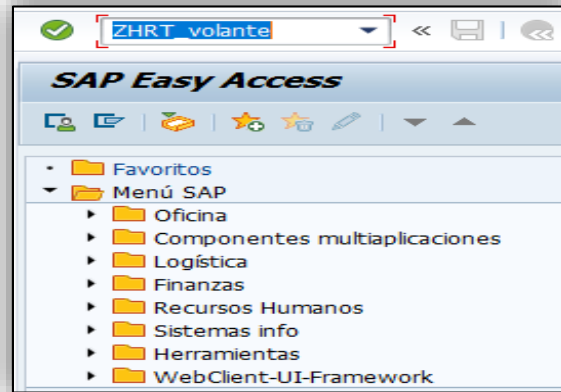 ZHRT_volante
SAP Easy Access
Favoritos
Menú SAP
Oficina
Componentes multiaplicaciones
Logística
Finanzas
Recursos Humanos
Sistemas info
Herramientas
WebClient-UI-Framework